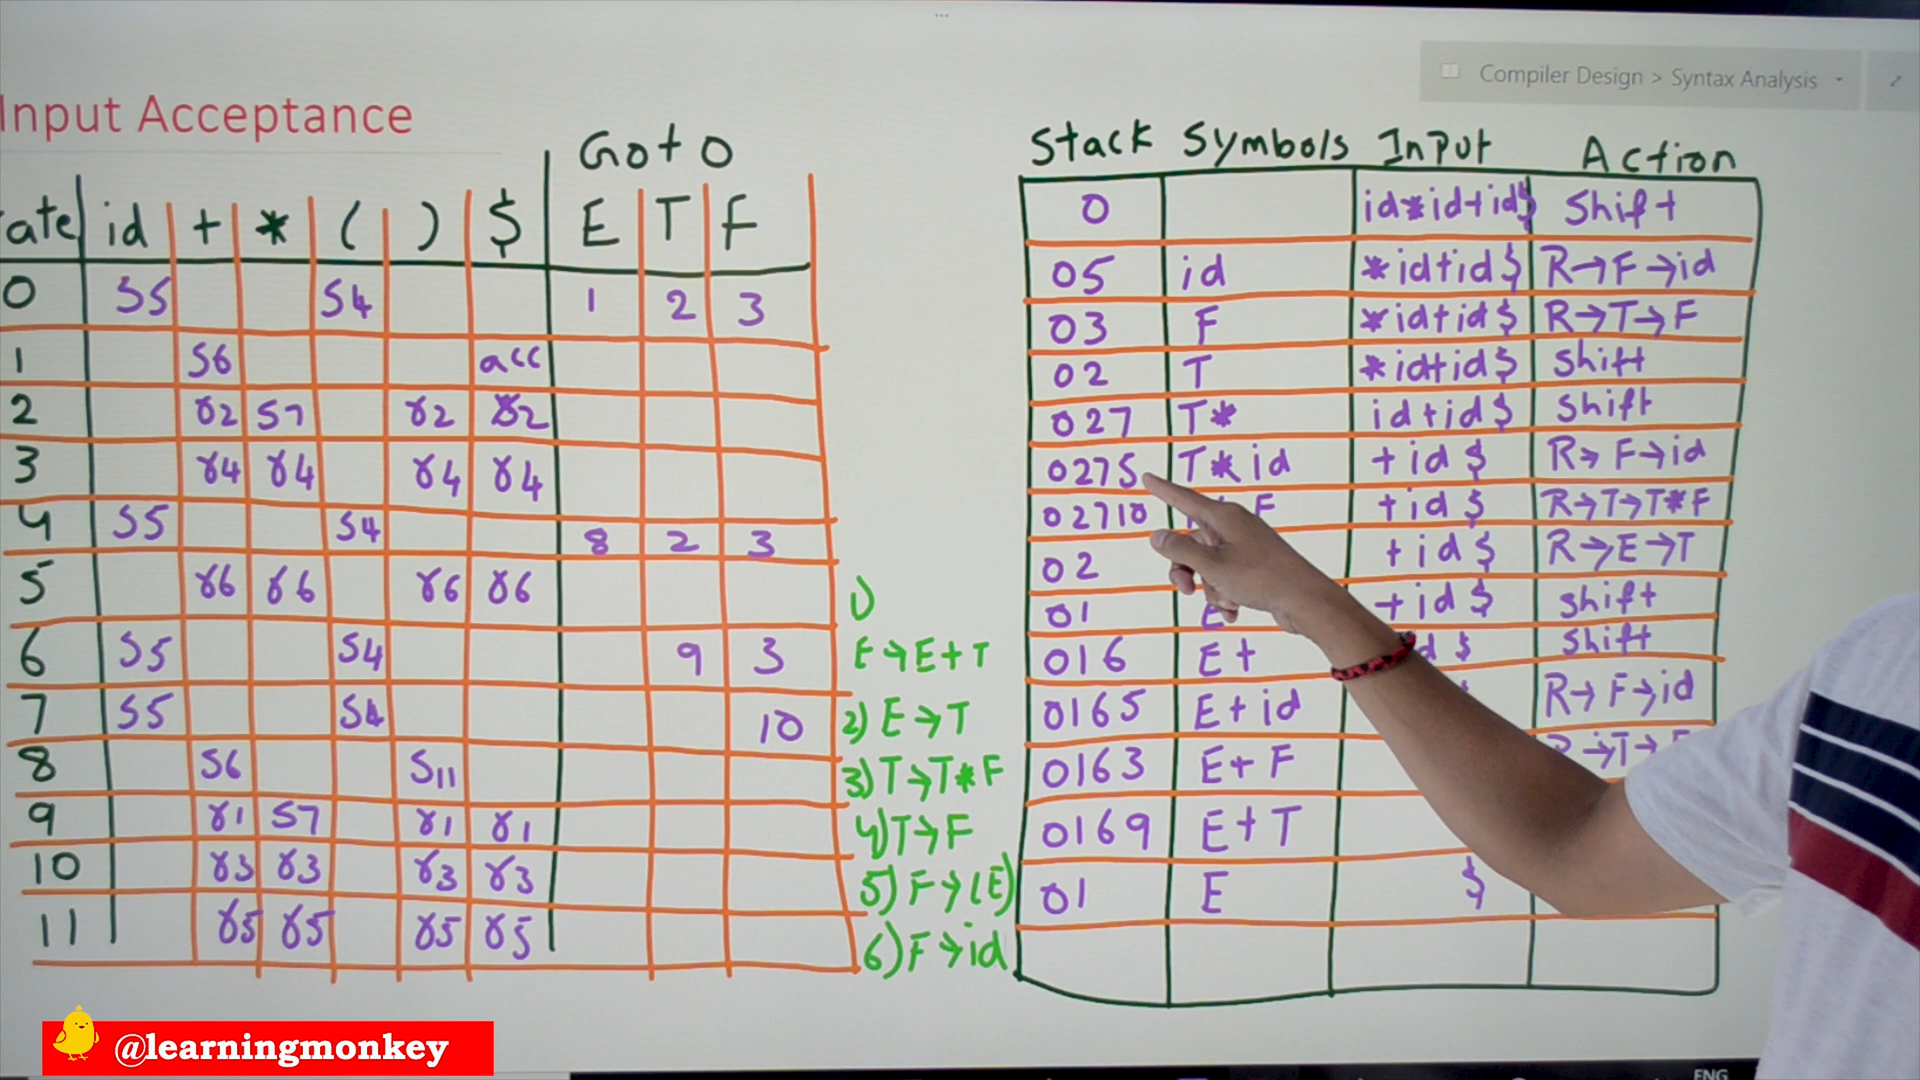 Compiler Design > Syntax Analysis
Input Acceptance
Goto
id + * ( ) $ E T F
0 S5 S4 1 2 3
1 S6 acc
2 r2 S7 r2 r2
3 r4 r4 r4 r4
4 S5 S4 8 2 3
5 r6 r6 r6 r6
6 S5 S4 9 3
7 S5 S4 10
8 S6 S11
9 r1 S7 r1 r1
10 r3 r3 r3 r3
11 r5 r5 r5 r5
1)
E→E+T
2) E→T
3) T→T*F
4) T→F
5) F→(E)
6) F→id
Stack Symbols Input Action
0 id*id+id$ Shift
05 id *id+id$ R→F→id
03 F *id+id$ R→T→F
02 T *id+id$ Shift
027 T* id+id$ Shift
0275 T*id +id$ R→F→id
02710 F +id$ R→T→T*F
02 +id$ R→E→T
01 E +id$ Shift
016 E+ $ Shift
0165 E+id R→F→id
0163 E+F →T→
0169 E+T
01 E $
@learningmonkey
ENG